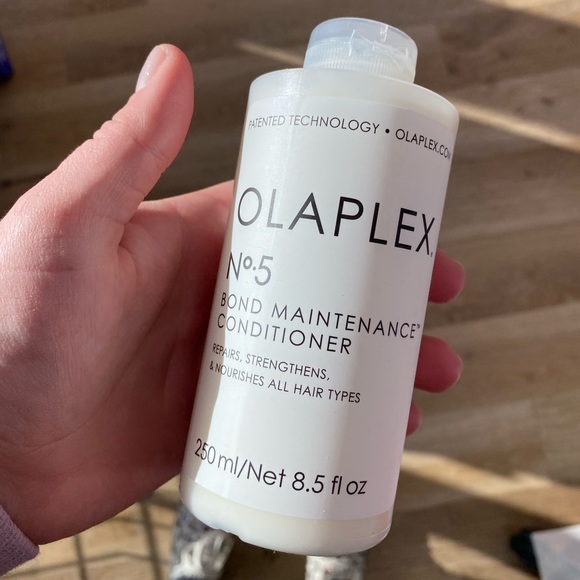 PATENTED TECHNOLOGY • OLAPLEX.COM
OLAPLEX®
Nº.5
BOND MAINTENANCE™
CONDITIONER
REPAIRS, STRENGTHENS,
& NOURISHES ALL HAIR TYPES
250 ml/Net 8.5 fl oz